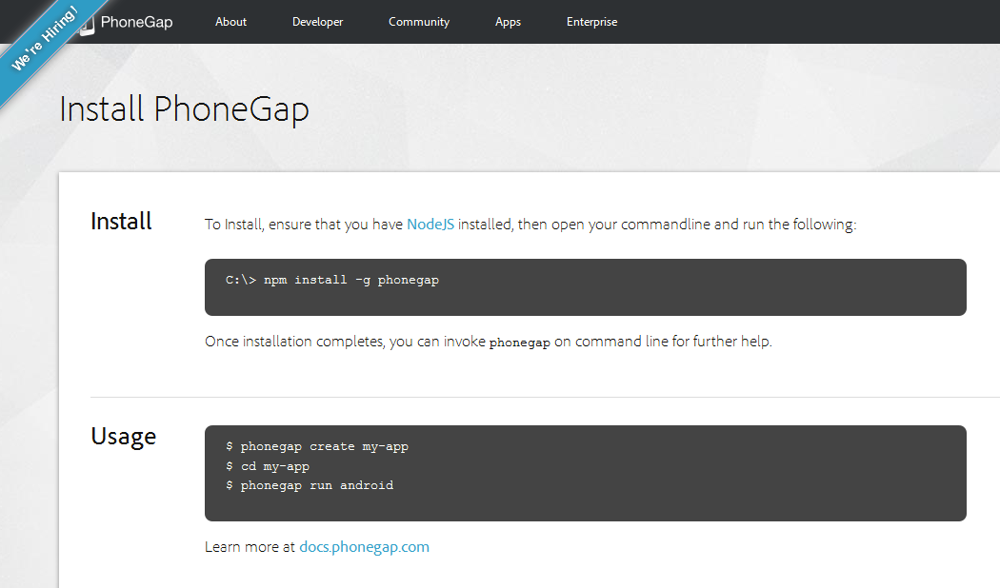 We're Hiring!
PhoneGap About Developer Community Apps Enterprise
Install PhoneGap
Install
To Install, ensure that you have NodeJS installed, then open your commandline and run the following:
C:\> npm install -g phonegap
Once installation completes, you can invoke phonegap on command line for further help.
Usage
$ phonegap create my-app
$ cd my-app
$ phonegap run android
Learn more at docs.phonegap.com